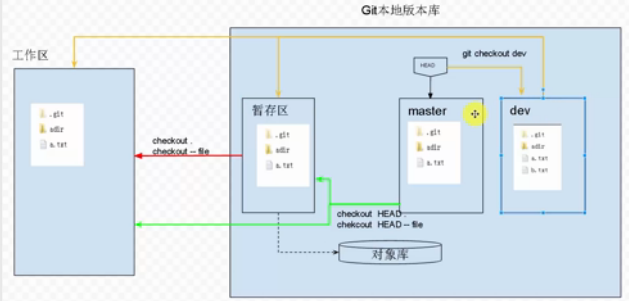 Git本地版本库
工作区
git checkout dev
HEAD
暂存区
master
dev
.git
adir
a.txt
.git
adir
a.txt
.git
adir
a.txt
.git
adir
a.txt
b.txt
checkout .
checkout -- file
checkout HEAD .
chekcout HEAD -- file
对象库